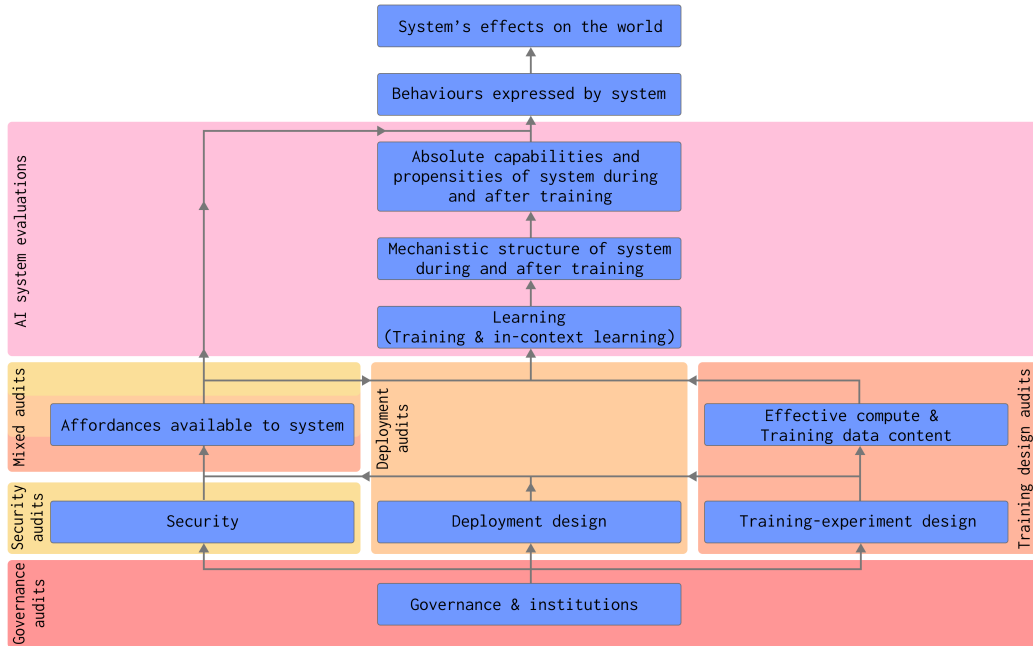 System's effects on the world
Behaviours expressed by system
AI system evaluations
Absolute capabilities and
propensities of system during
and after training
Mechanistic structure of system
during and after training
Learning
(Training & in-context learning)
Mixed audits
Affordances available to system
Deployment
audits
Effective compute &
Training data content
Training design audits
Security
audits
Security
Deployment design
Training-experiment design
Governance
audits
Governance & institutions